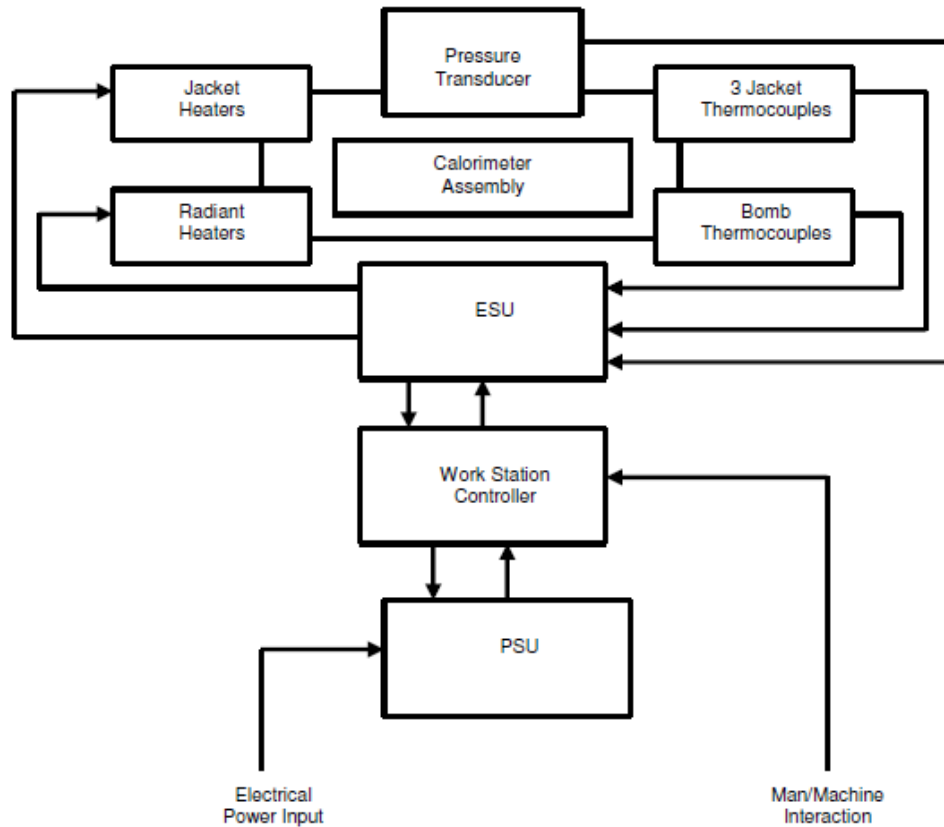 Pressure
Transducer
Jacket
Heaters
3 Jacket
Thermocouples
Calorimeter
Assembly
Radiant
Heaters
Bomb
Thermocouples
ESU
Work Station
Controller
PSU
Electrical
Power Input
Man/Machine
Interaction